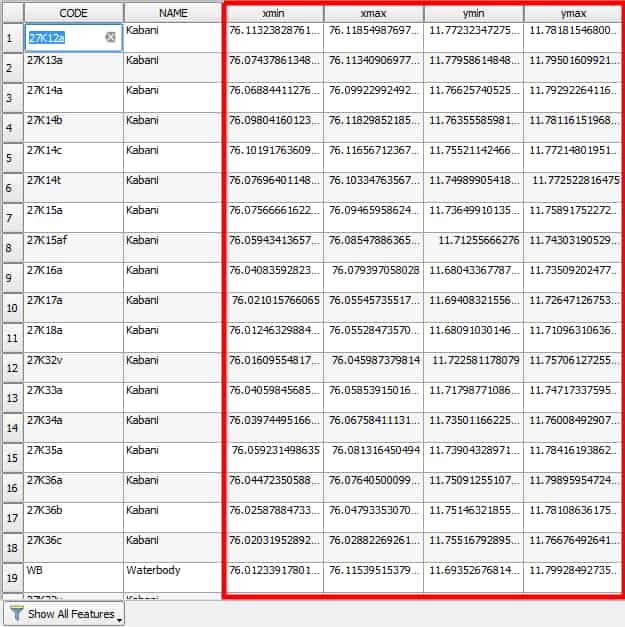 CODE NAME xmin xmax ymin ymax
1 27K12a Kabani 76.11323828761... 76.11854987697... 11.77232347275... 11.78181546800...
2 27K13a Kabani 76.07437861348... 76.11340906977... 11.77958614848... 11.79501609921...
3 27K14a Kabani 76.06884411276... 76.09922992492... 11.76625740525... 11.79292264116...
4 27K14b Kabani 76.09804160123... 76.11829852185... 11.76355585981... 11.78116151968...
5 27K14c Kabani 76.10191763609... 76.11656712367... 11.75521142466... 11.77214801951...
6 27K14t Kabani 76.07696401148... 76.10334763567... 11.74989905418... 11.772522816475
7 27K15a Kabani 76.07566661622... 76.09465958624... 11.73649910135... 11.75891752272...
8 27K15af Kabani 76.05943413657... 76.08547886365... 11.71255666276 11.74303190529...
9 27K16a Kabani 76.04083592823... 76.079397058028 11.68043367787... 11.73509202477...
10 27K17a Kabani 76.021015766065 76.05545735517... 11.69408321556... 11.72647126753...
11 27K18a Kabani 76.01246329884... 76.05528473570... 11.68091030146... 11.71096310636...
12 27K32v Kabani 76.01609554817... 76.045987379814 11.722581178079 11.75706127255...
13 27K33a Kabani 76.04059845685... 76.05853915016... 11.71798771086... 11.74717337595...
14 27K34a Kabani 76.03974495166... 76.06758411131... 11.73501166225... 11.76008492907...
15 27K35a Kabani 76.059231498635 76.081316450494 11.73904328971... 11.78416193862...
16 27K36a Kabani 76.04472350588... 76.07640500099... 11.75091255107... 11.79895954724...
17 27K36b Kabani 76.02587884733... 76.04793353070... 11.75146321855... 11.78108636175...
18 27K36c Kabani 76.02031952892... 76.02882269261... 11.75516792895... 11.76676492641...
19 WB Waterbody 76.01233917801... 76.11539515379... 11.69352676814... 11.79928492735...
Show All Features